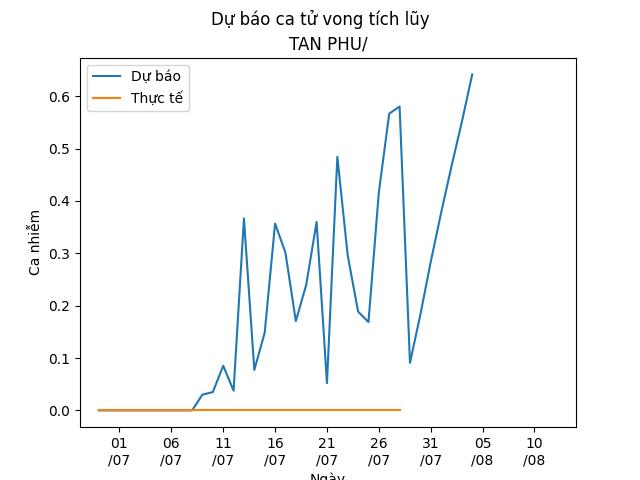 Dự báo ca tử vong tích lũy
TAN PHU/
Dự báo
Thực tế
Ca nhiễm
0.6
0.5
0.4
0.3
0.2
0.1
0.0
01 06 11 16 21 26 31 05 10
/07 /07 /07 /07 /07 /07 /07 /08 /08
Ngày